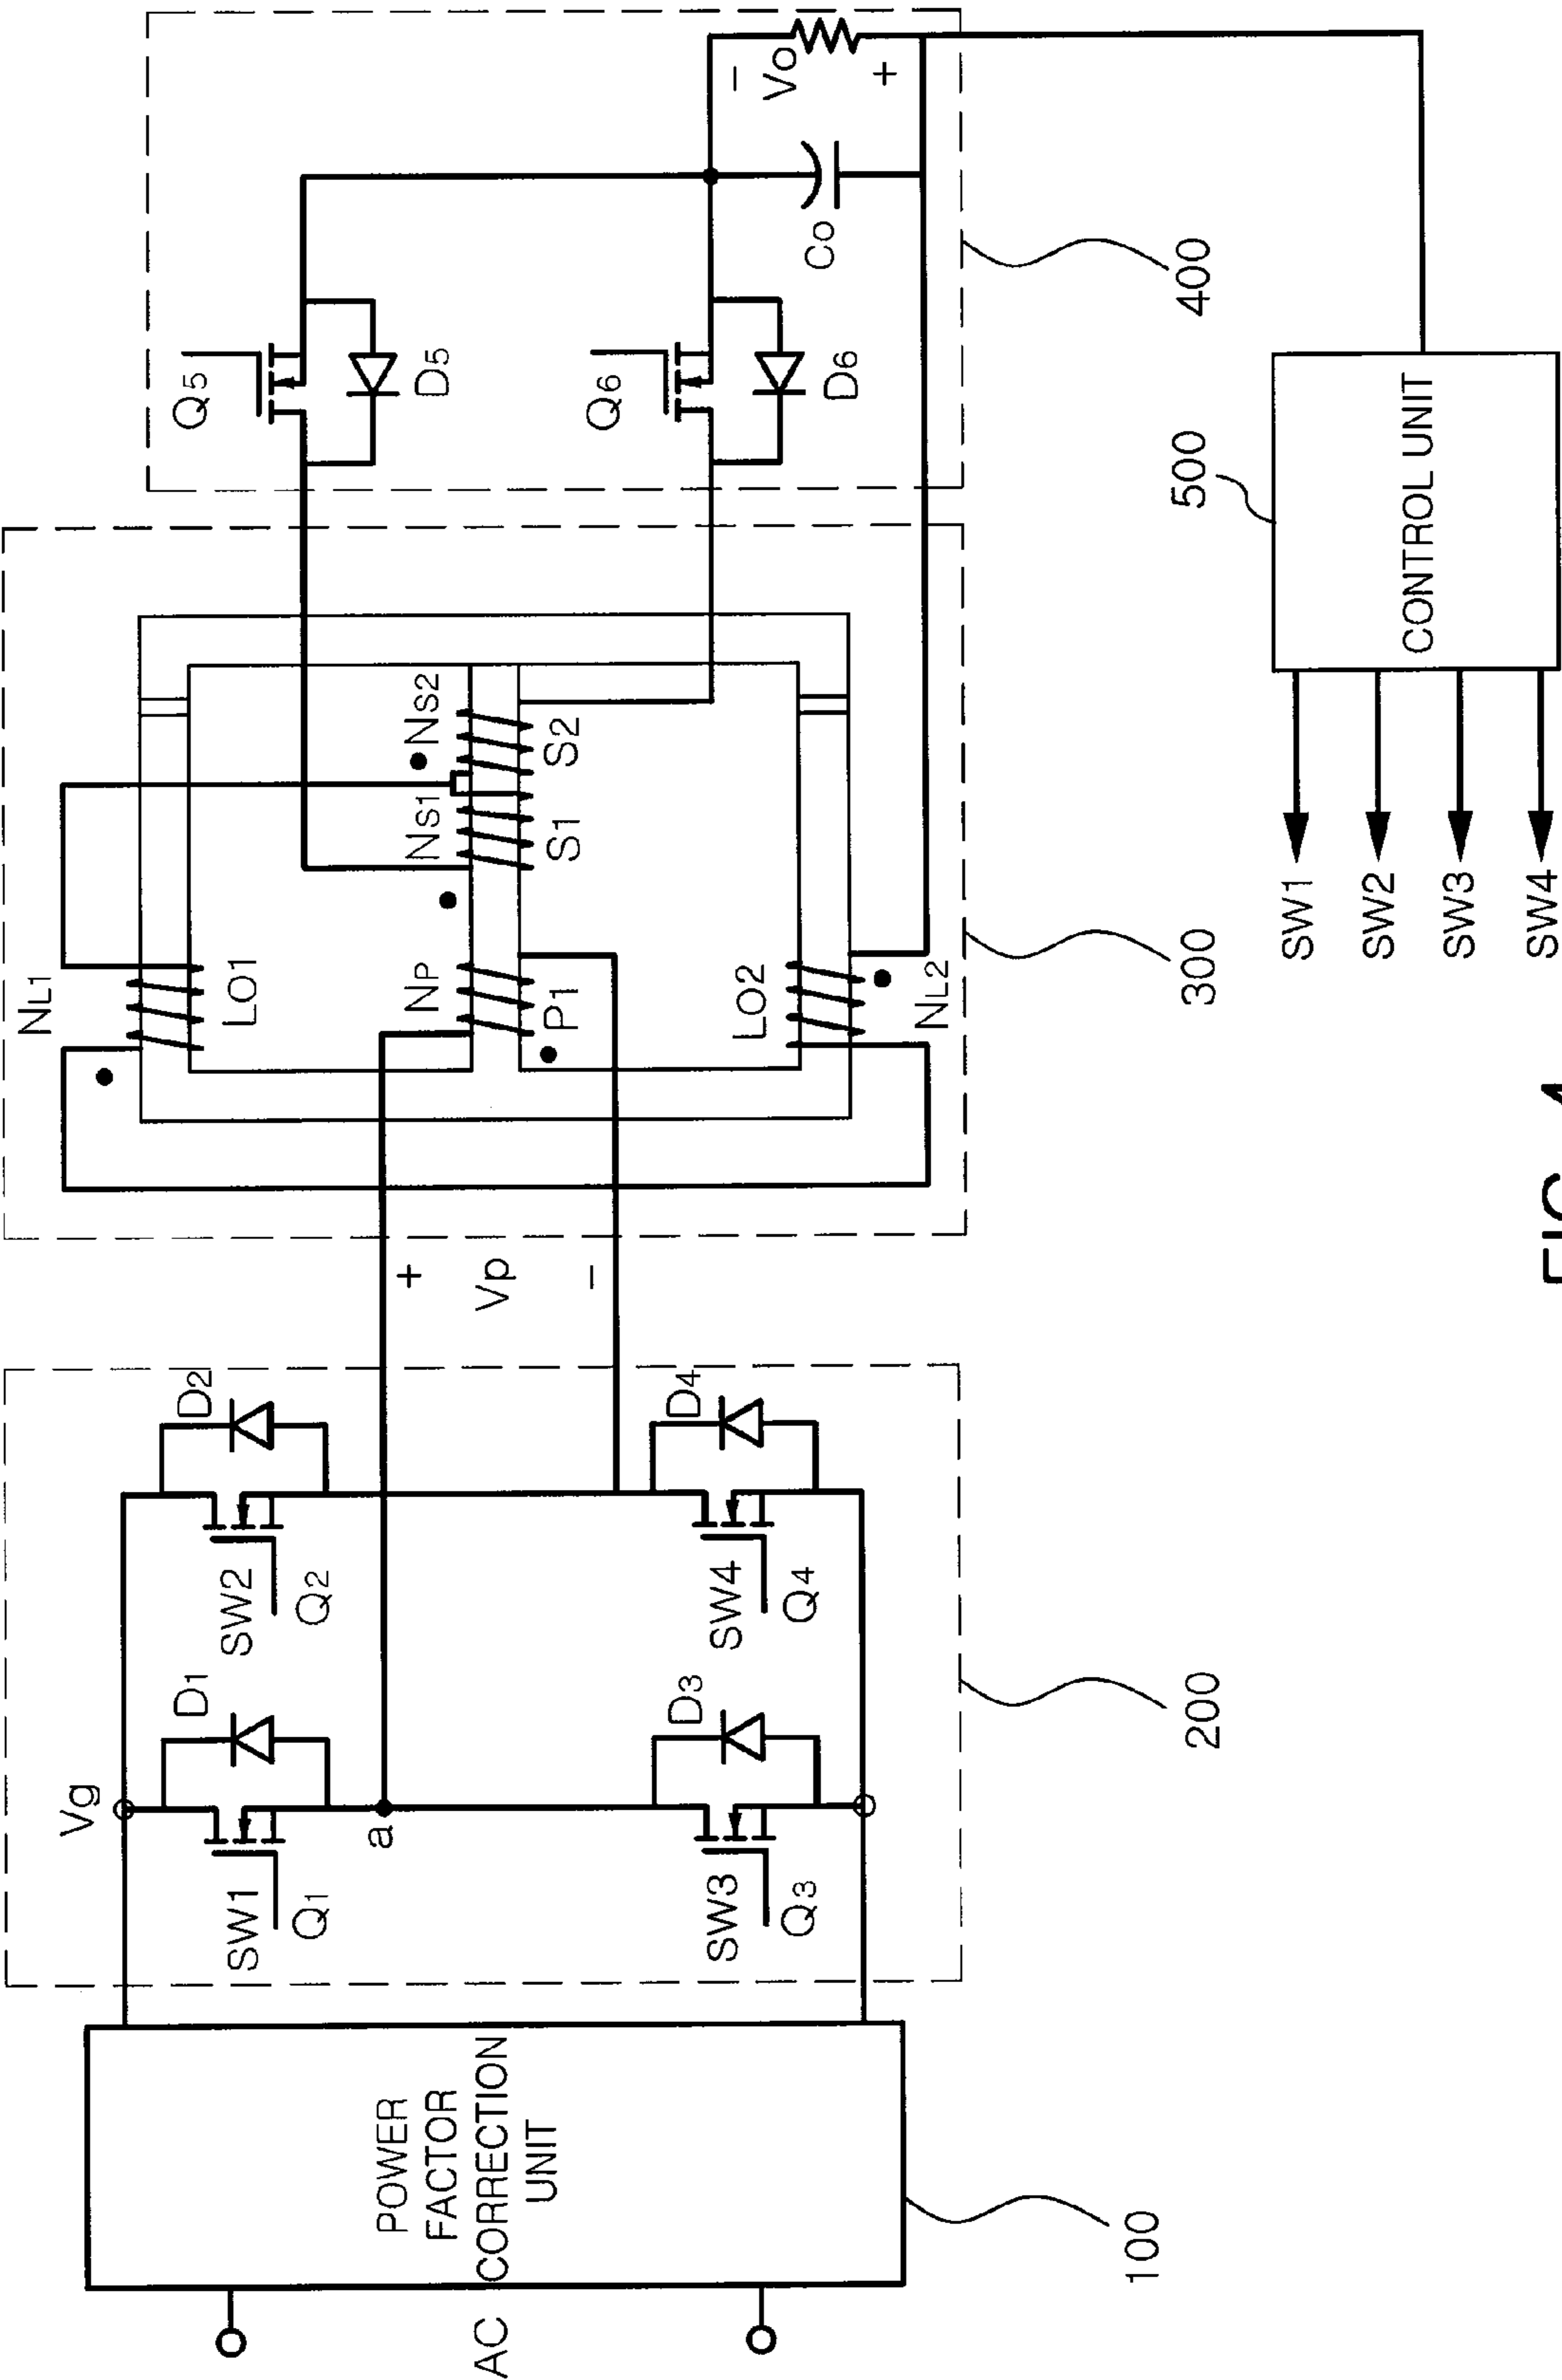 AC
POWER
FACTOR
CORRECTION
UNIT
100
Vg
SW1
Q1
D1
SW2
Q2
D2
a
SW3
Q3
D3
SW4
Q4
D4
200
+
Vp
−
NL1
LO1
NP
P1
NS1
S1
NS2
S2
LO2
NL2
300
Q5
D5
Q6
D6
Co
−
Vo
+
400
500
CONTROL UNIT
SW1
SW2
SW3
SW4